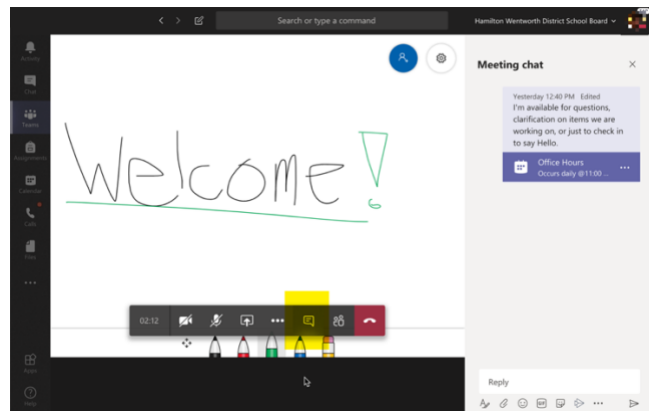 Search or type a command
Hamilton Wentworth District School Board
Activity
Chat
Teams
Assignments
Calendar
Calls
Files
Apps
Help
Welcome!
02:12
Meeting chat
Yesterday 12:40 PM Edited
I'm available for questions,
clarification on items we are
working on, or just to check in
to say Hello.
Office Hours
Occurs daily @11:00 ...
Reply
GIF